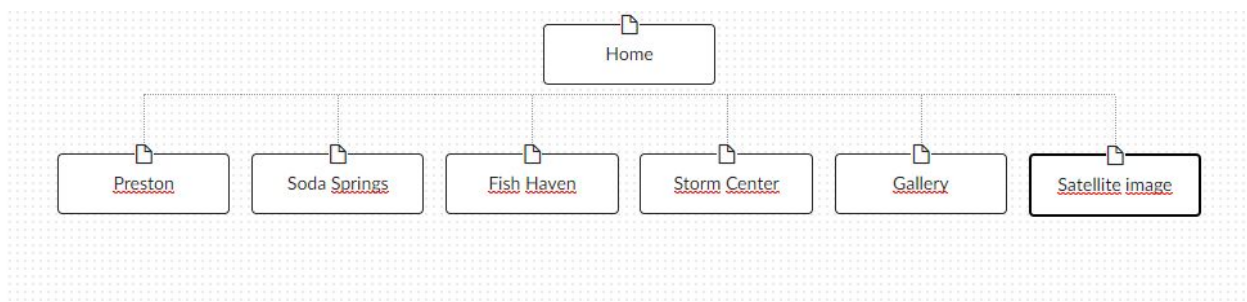 Home
Preston
Soda Springs
Fish Haven
Storm Center
Gallery
Satellite image